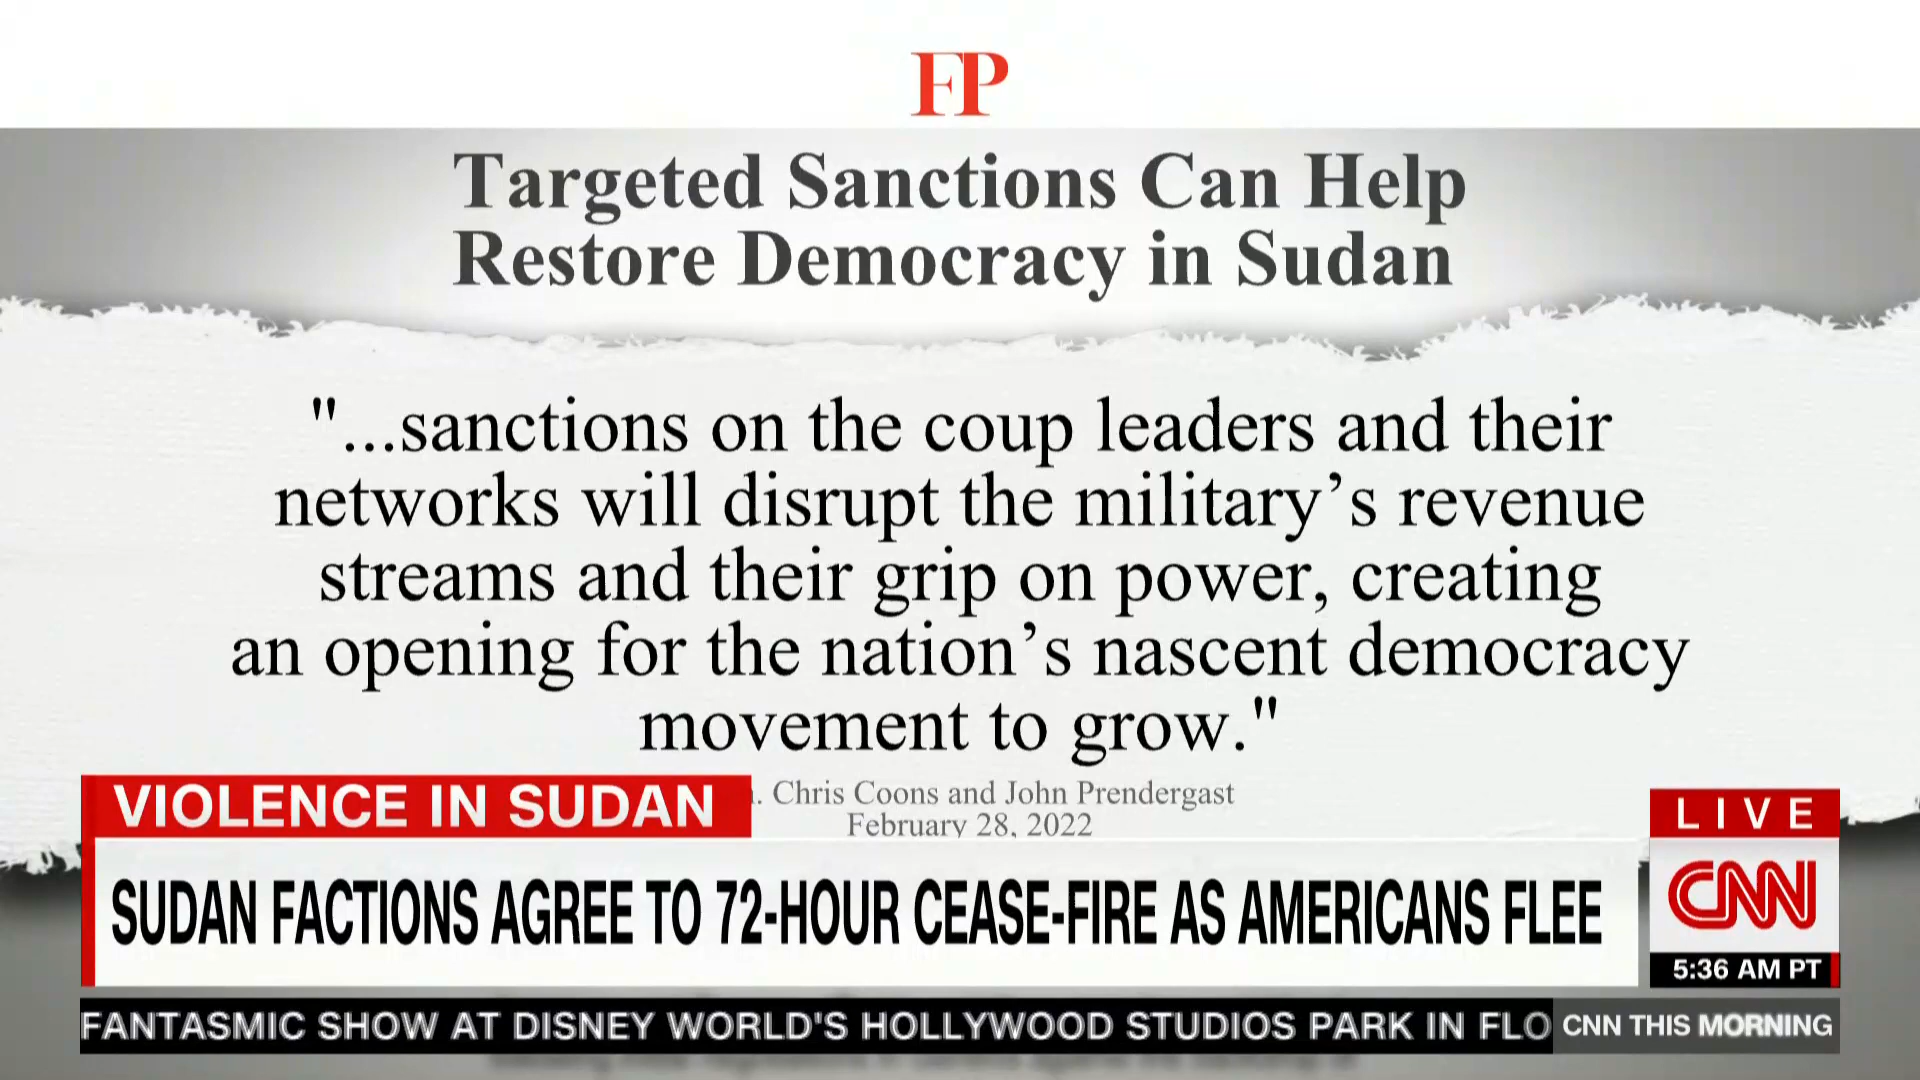 FP
Targeted Sanctions Can Help
Restore Democracy in Sudan
"...sanctions on the coup leaders and their
networks will disrupt the military’s revenue
streams and their grip on power, creating
an opening for the nation’s nascent democracy
movement to grow."
Chris Coons and John Prendergast
February 28, 2022
VIOLENCE IN SUDAN
SUDAN FACTIONS AGREE TO 72-HOUR CEASE-FIRE AS AMERICANS FLEE
LIVE
CNN
5:36 AM PT
FANTASMIC SHOW AT DISNEY WORLD'S HOLLYWOOD STUDIOS PARK IN FLO
CNN THIS MORNING